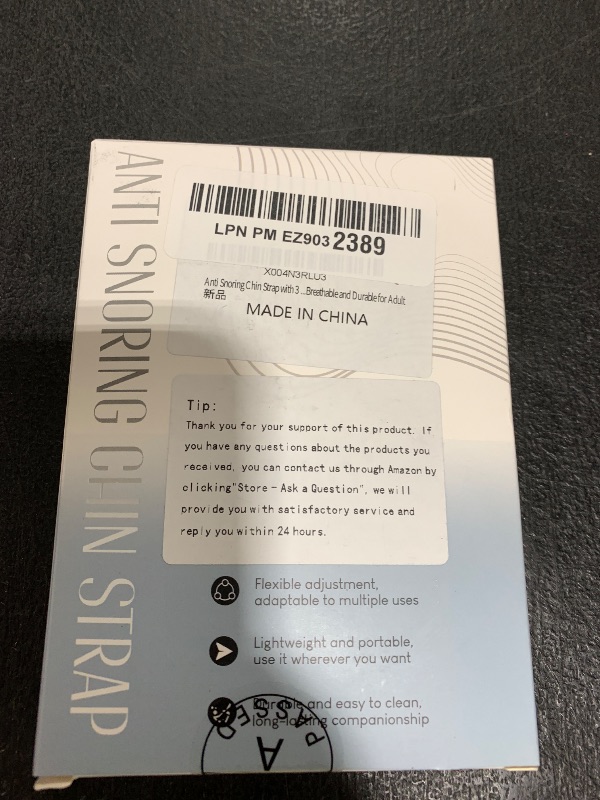 ANTI SNORING CHIN STRAP
LPN PM EZ9032389
X004N3RLU3
Anti Snoring Chin Strap with 3 ...Breathable and Durable for Adult
新品
MADE IN CHINA
Tip:
Thank you for your support of this product. If
you have any questions about the products you
received, you can contact us through Amazon by
clicking"Store - Ask a Question", we will
provide you with satisfactory service and
reply you within 24 hours.
Flexible adjustment,
adaptable to multiple uses
Lightweight and portable,
use it wherever you want
Durable and easy to clean,
long-lasting companionship
PASSED
A